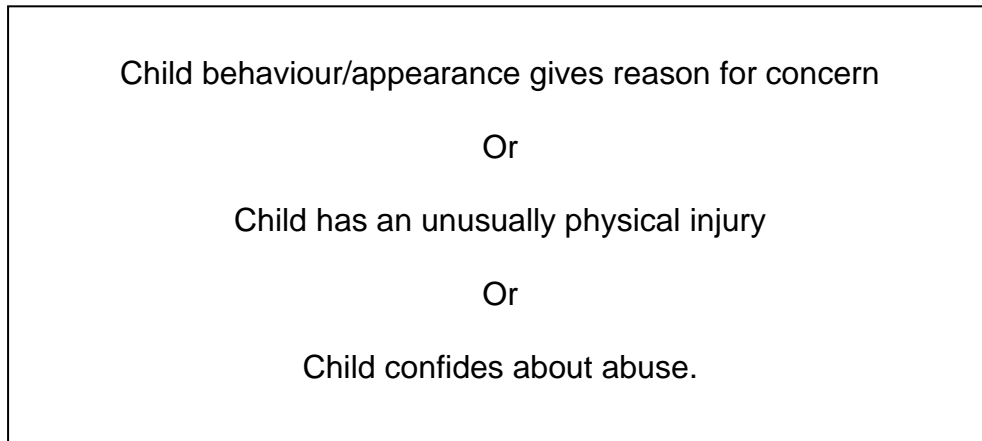 Child behaviour/appearance gives reason for concern
Or
Child has an unusually physical injury
Or
Child confides about abuse.